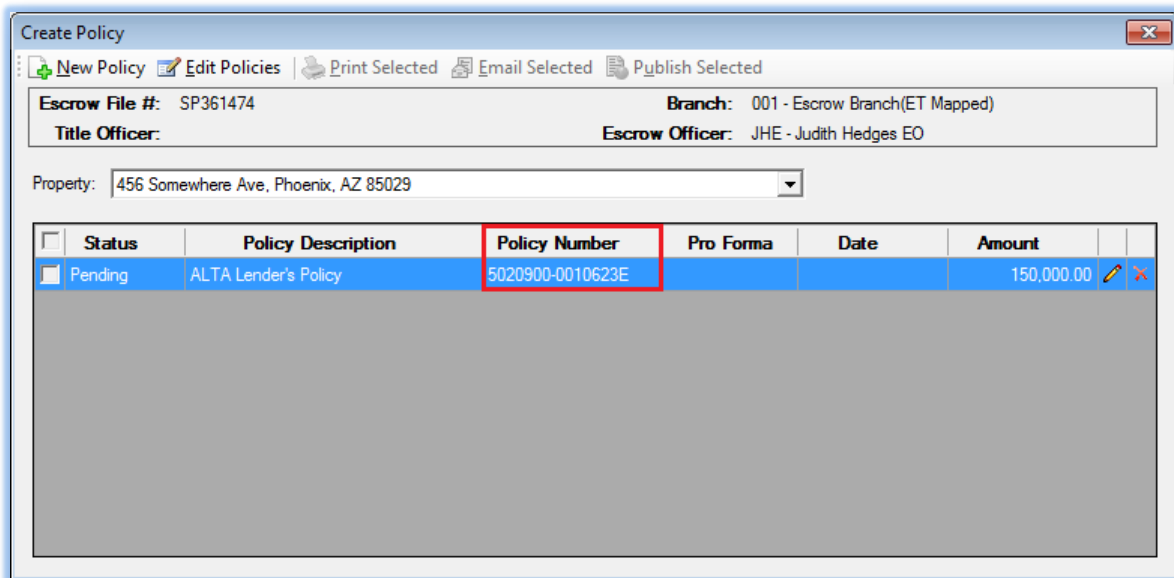 Create Policy
New Policy Edit Policies Print Selected Email Selected Publish Selected
Escrow File #: SP361474 Branch: 001 - Escrow Branch(ET Mapped)
Title Officer: Escrow Officer: JHE - Judith Hedges EO
Property: 456 Somewhere Ave, Phoenix, AZ 85029
Status Policy Description Policy Number Pro Forma Date Amount
Pending ALTA Lender's Policy 5020900-0010623E 150,000.00